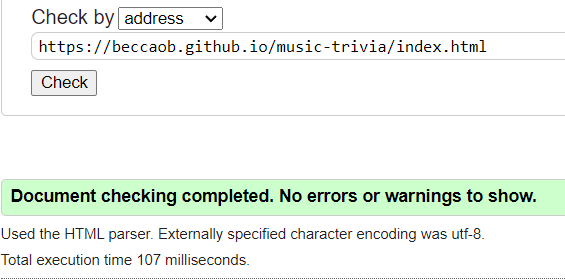 Check by address
https://beccaob.github.io/music-trivia/index.html
Check
Document checking completed. No errors or warnings to show.
Used the HTML parser. Externally specified character encoding was utf-8.
Total execution time 107 milliseconds.